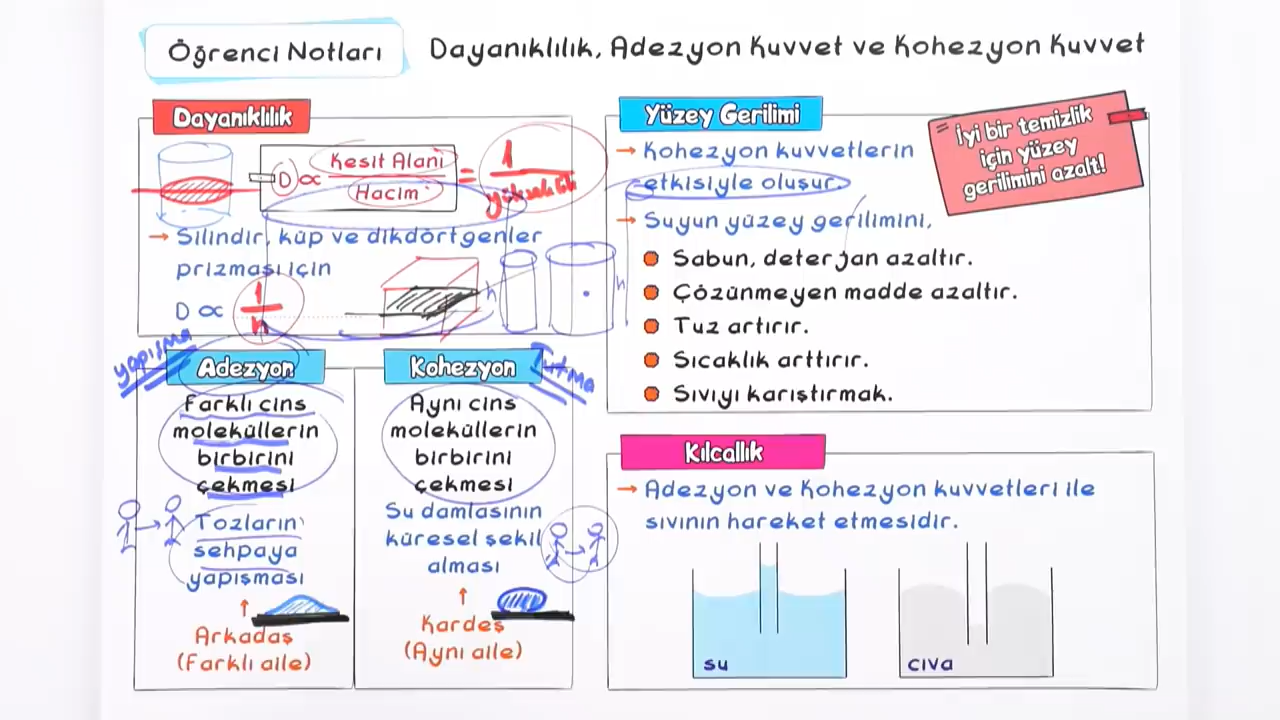 Öğrenci Notları
Dayanıklılık, Adezyon Kuvvet ve Kohezyon Kuvvet
Dayanıklılık
D ∝ Kesit Alanı / Hacim = 1 / yükseklik
→ Silindir, küp ve dikdörtgenler
prizması için
D ∝ 1 / h
h
h
yapışma
Adezyon
Farklı cins
moleküllerin
birbirini
çekmesi
Tozların
sehpaya
yapışması
↑
Arkadaş
(Farklı aile)
Kohezyon
Tutma
Aynı cins
moleküllerin
birbirini
çekmesi
Su damlasının
küresel şekil
alması
↑
Kardeş
(Aynı aile)
Yüzey Gerilimi
→ Kohezyon kuvvetlerin
etkisiyle oluşur.
→ Suyun yüzey gerilimini,
Sabun, deterjan azaltır.
Çözünmeyen madde azaltır.
Tuz artırır.
Sıcaklık arttırır.
Sıvıyı karıştırmak.
İyi bir temizlik
için yüzey
gerilimini azalt!
Kılcallık
→ Adezyon ve Kohezyon kuvvetleri ile
sıvının hareket etmesidir.
su
cıva